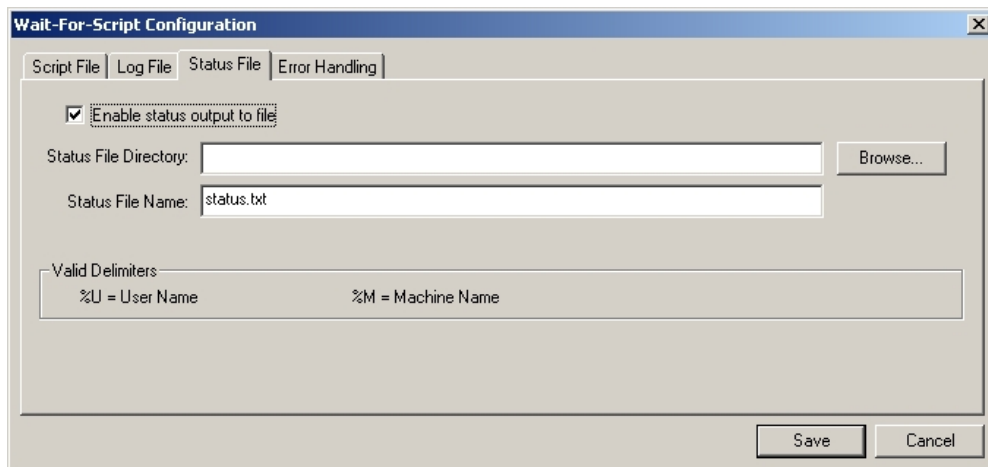 Wait-For-Script Configuration
Script File
Log File
Status File
Error Handling
Enable status output to file
Status File Directory:
Browse...
Status File Name:
status.txt
Valid Delimiters
%U = User Name
%M = Machine Name
Save
Cancel